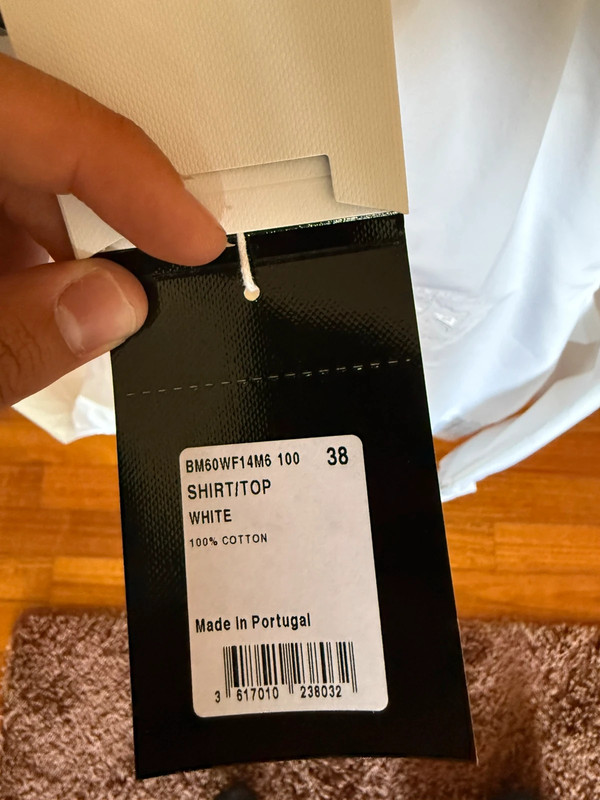 BM60WF14M6 100 38
SHIRT/TOP
WHITE
100% COTTON
Made In Portugal
3 617010 238032